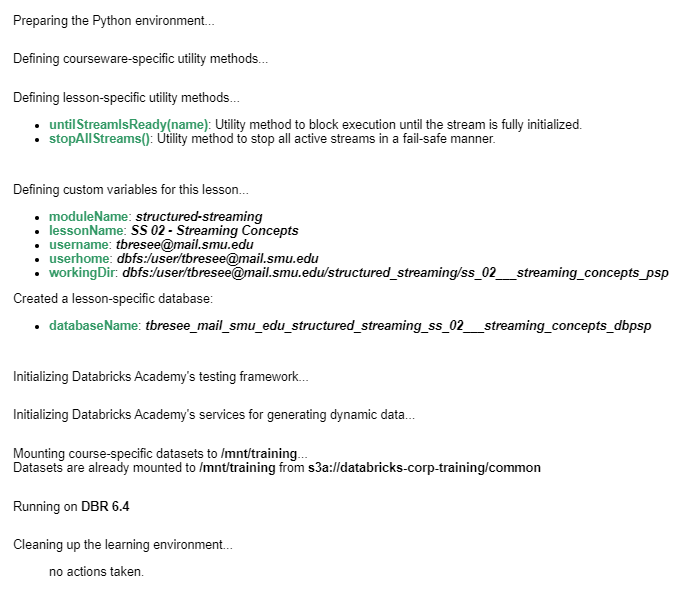 Preparing the Python environment...
Defining courseware-specific utility methods...
Defining lesson-specific utility methods...
untilStreamIsReady(name): Utility method to block execution until the stream is fully initialized.
stopAllStreams(): Utility method to stop all active streams in a fail-safe manner.
Defining custom variables for this lesson...
moduleName: structured-streaming
lessonName: SS 02 - Streaming Concepts
username: tbresee@mail.smu.edu
userhome: dbfs:/user/tbresee@mail.smu.edu
workingDir: dbfs:/user/tbresee@mail.smu.edu/structured_streaming/ss_02___streaming_concepts_psp
Created a lesson-specific database:
databaseName: tbresee_mail_smu_edu_structured_streaming_ss_02___streaming_concepts_dbpsp
Initializing Databricks Academy's testing framework...
Initializing Databricks Academy's services for generating dynamic data...
Mounting course-specific datasets to /mnt/training...
Datasets are already mounted to /mnt/training from s3a://databricks-corp-training/common
Running on DBR 6.4
Cleaning up the learning environment...
no actions taken.